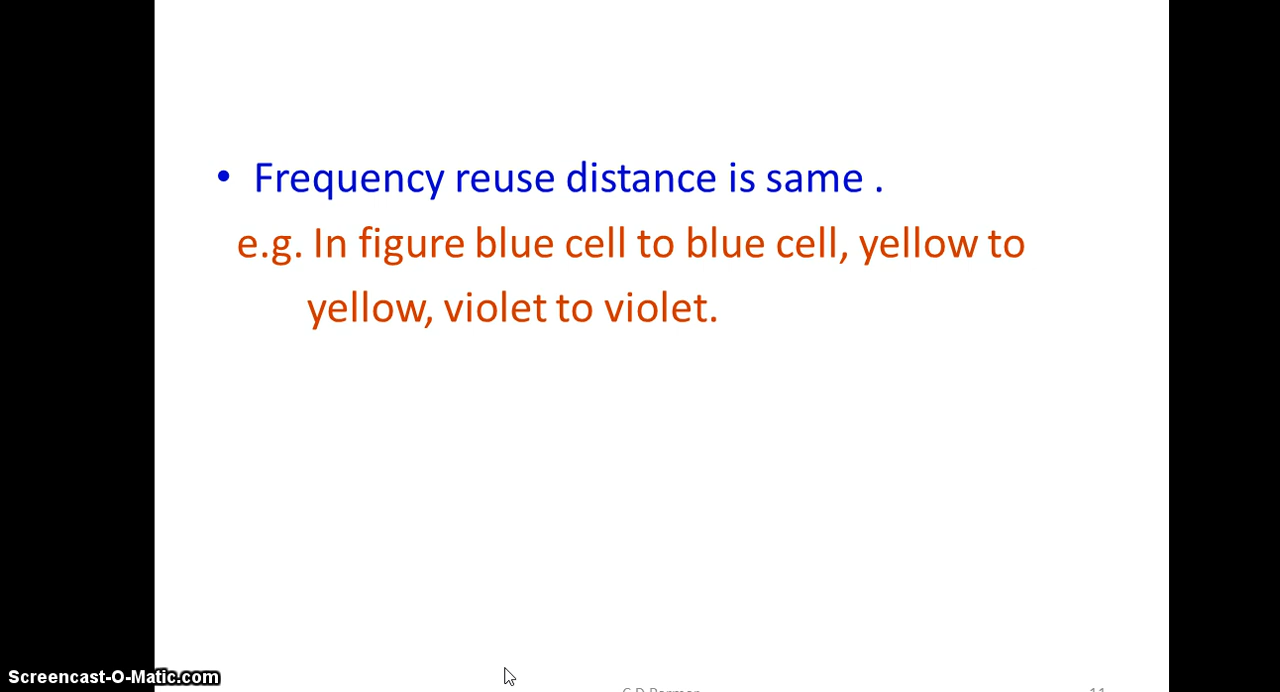 • Frequency reuse distance is same .
e.g. In figure blue cell to blue cell, yellow to
yellow, violet to violet.
Screencast-O-Matic.com